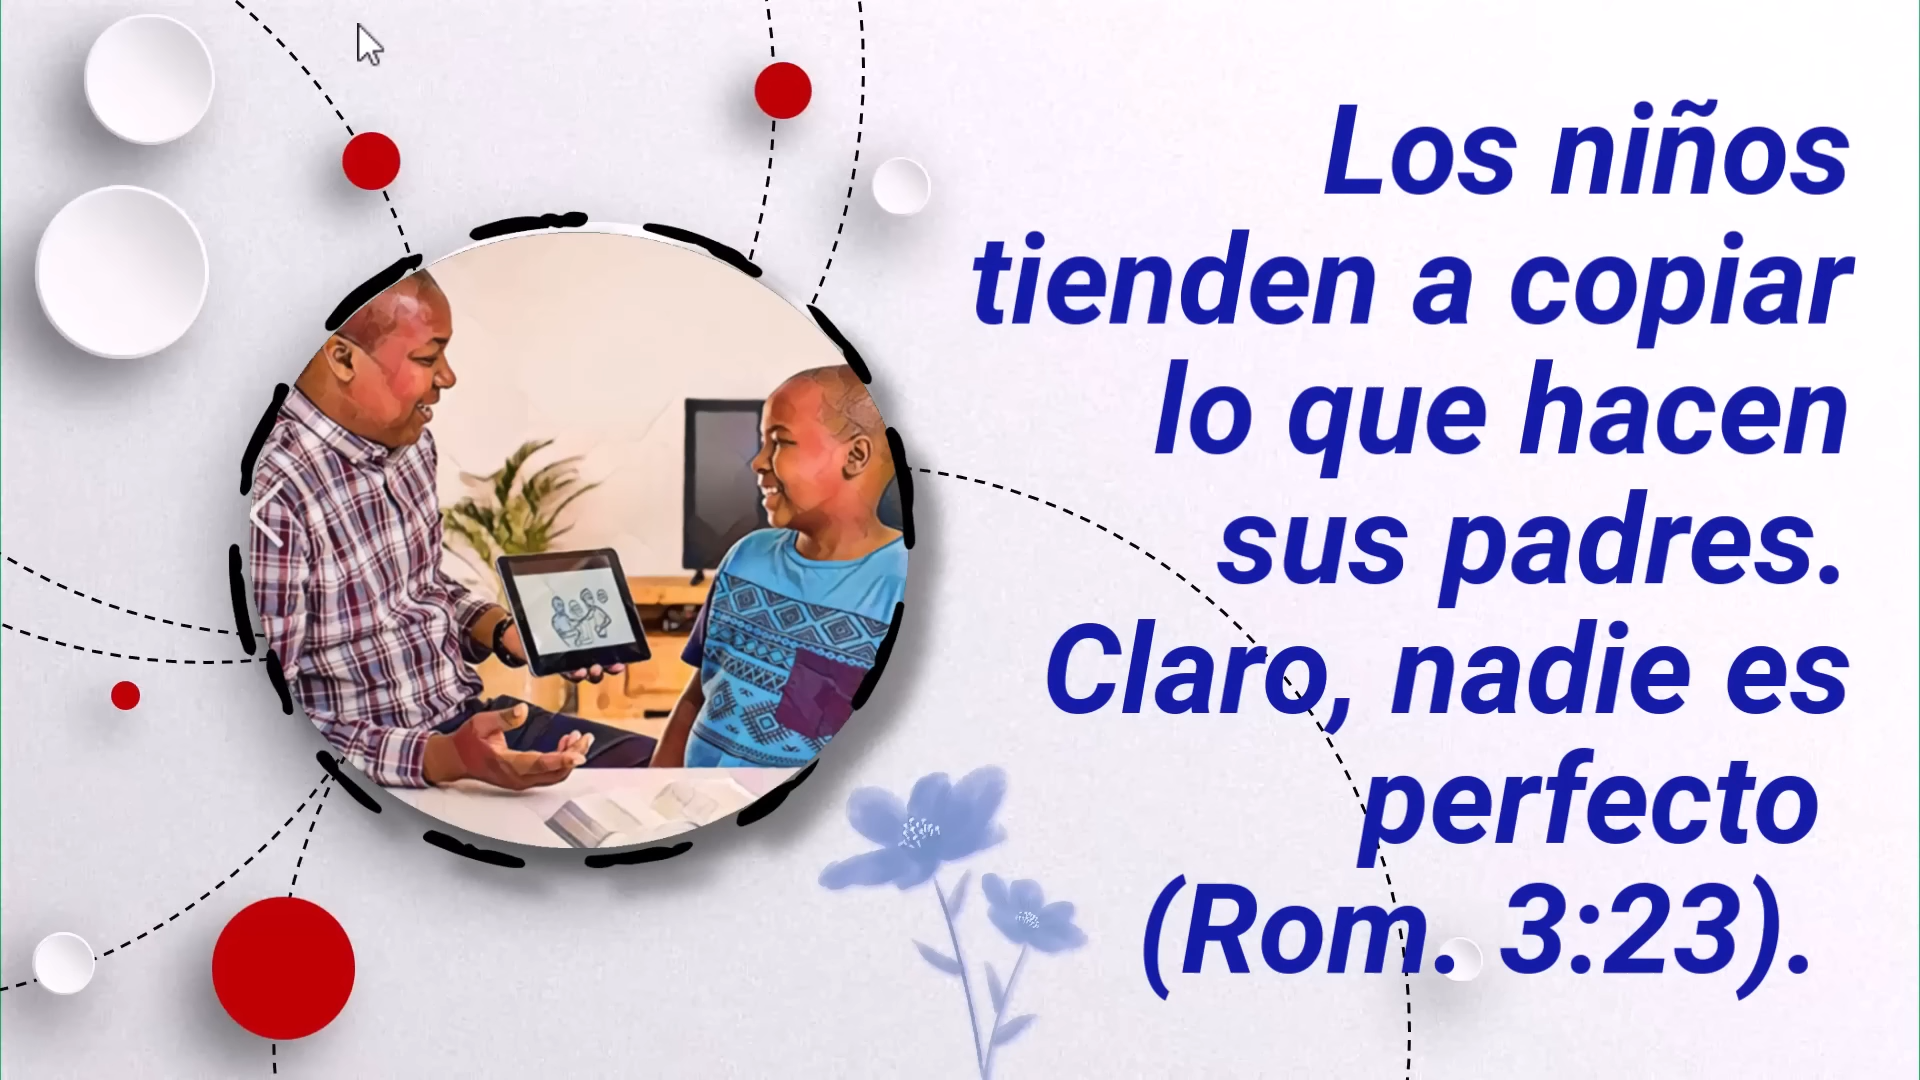 Los niños
tienden a copiar
lo que hacen
sus padres.
Claro, nadie es
perfecto
(Rom. 3:23).